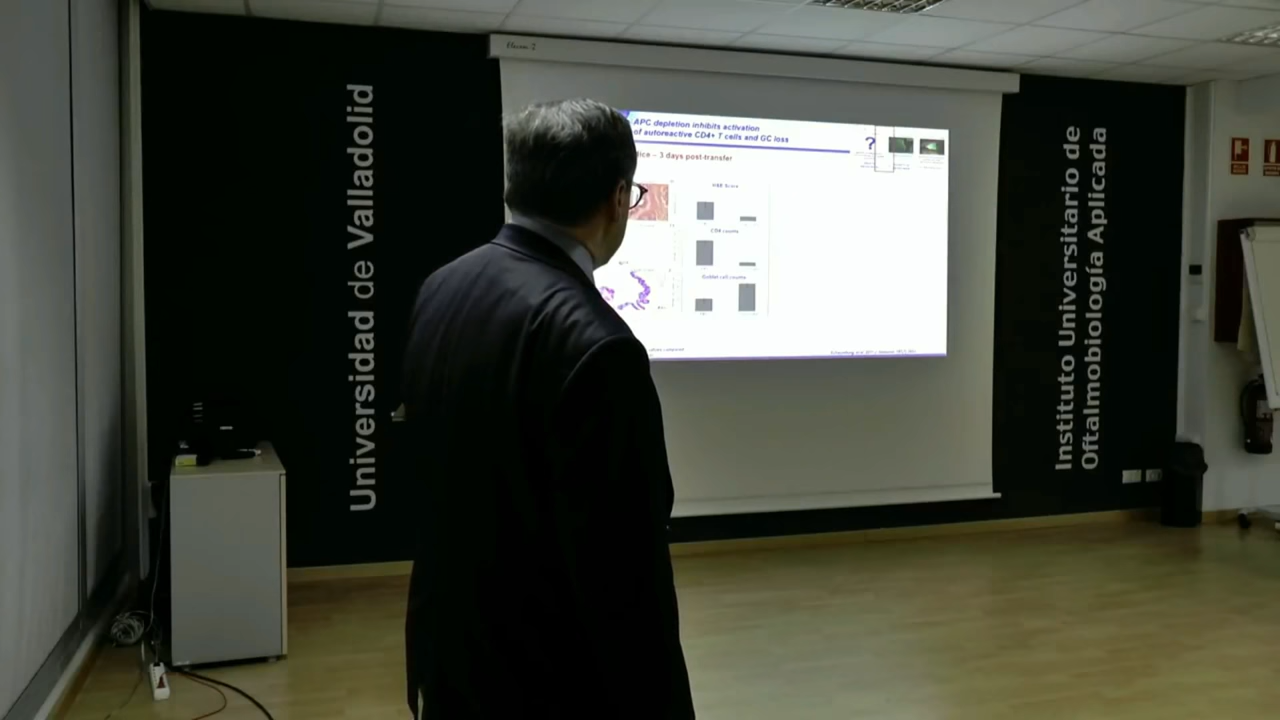 Universidad de Valladolid
APC depletion inhibits activation
of autoreactive CD4+ T cells and GC loss
?
– 3 days post-transfer
H&E Score
CD4 counts
Goblet cell counts
Instituto Universitario de
Oftalmobiología Aplicada